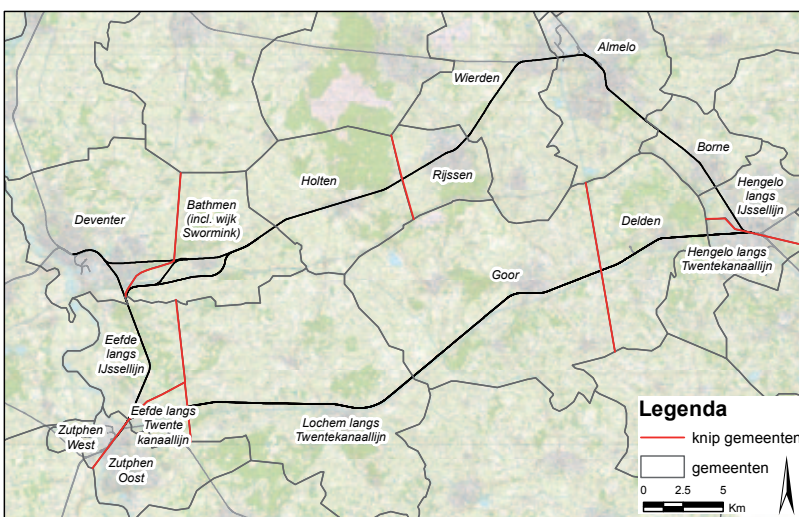 Almelo
Wierden
Borne
Holten
Rijssen
Hengelo
langs
IJssellijn
Bathmen
(incl. wijk
Swormink)
Deventer
Delden
Hengelo langs
Twentekanaallijn
Goor
Eefde
langs
IJssellijn
Eefde langs
Twente
kanaallijn
Lochem langs
Twentekanaallijn
Zutphen
West
Zutphen
Oost
Legenda
knip gemeenten
gemeenten
0 2.5 5
Km